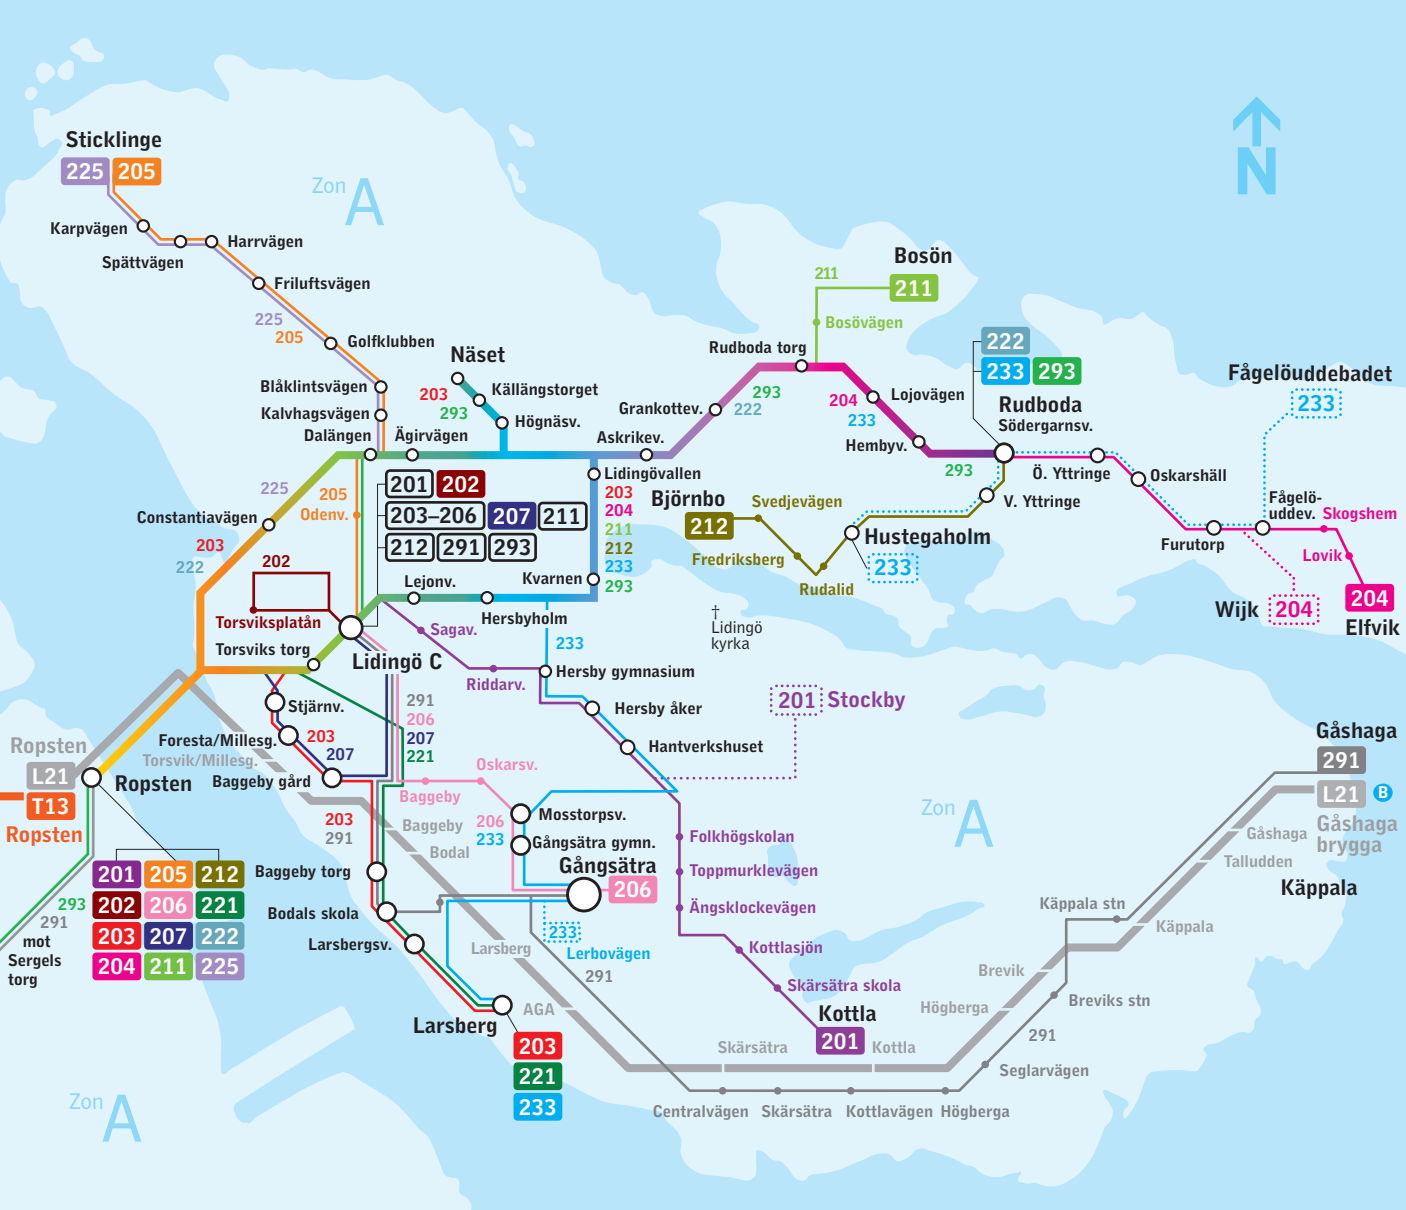 Sticklinge
225 205
Zon A
N
Karpvägen
Harrvägen
Spättvägen
Friluftsvägen
225
205
Golfklubben
Blåklintsvägen
Kalvhagsvägen
Dalängen
Ägirvägen
Näset
203
293
Källängstorget
Högnäsv.
Bosön
211
211
Bosövägen
Rudboda torg
293
222
Grankottev.
Askrikev.
204
233
Lojovägen
Hembyv.
293
222
233 293
Rudboda
Södergarnsv.
Fågelöuddebadet
233
Ö. Yttringe
Oskarshäll
V. Yttringe
Fågelö-
uddev.
Skogshem
Furutorp
Lovik
Wijk 204
204
Elfvik
Lidingövallen
203
204
211
212
233
293
Björnbo
212
Svedjevägen
Fredriksberg
Rudalid
Hustegaholm
233
201 202
203–206 207 211
212 291 293
225
205
Odenv.
Constantiavägen
203
222
202
Torsviksplatån
Torsviks torg
Lidingö C
Lejonv.
Kvarnen
Hersbyholm
Sagav.
Riddarv.
233
†
Lidingö
kyrka
Hersby gymnasium
Hersby åker
Hantverkshuset
201 Stockby
Stjärnv.
Foresta/Millesg.
203
207
Torsvik/Millesg.
Baggeby gård
291
206
207
221
Ropsten
L21
T13
Ropsten
Ropsten
201 205 212
202 206 221
203 207 222
204 211 225
293
291
mot
Sergels
torg
Oskarsv.
Baggeby
203
291
Baggeby
Bodal
206
233
Mosstorpsv.
Gångsätra gymn.
Gångsätra
206
Baggeby torg
Bodals skola
Larsbergsv.
Larsberg
233
Lerbovägen
291
Larsberg
AGA
203
221
233
Folkhögskolan
Toppmurklevägen
Ängsklockevägen
Kottlasjön
Skärsätra skola
Kottla
201
Zon A
Gåshaga
291
L21 B
Gåshaga
brygga
Gåshaga
Talludden
Käppala
Käppala stn
Käppala
Brevik
Högberga
Breviks stn
291
Seglarvägen
Skärsätra
Kottla
Centralvägen
Skärsätra
Kottlavägen
Högberga
Zon A